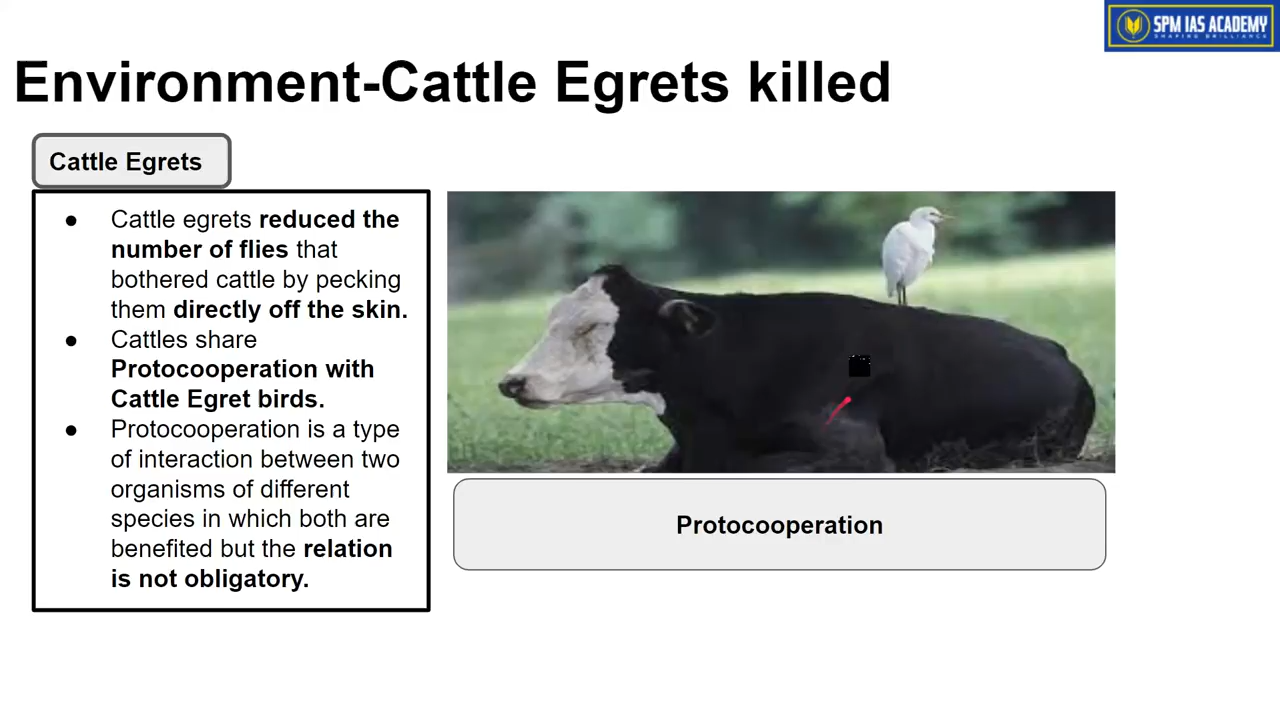 SPM IAS ACADEMY
SHAPING BRILLIANCE
Environment-Cattle Egrets killed
Cattle Egrets
● Cattle egrets reduced the
number of flies that
bothered cattle by pecking
them directly off the skin.
● Cattles share
Protocooperation with
Cattle Egret birds.
● Protocooperation is a type
of interaction between two
organisms of different
species in which both are
benefited but the relation
is not obligatory.
Protocooperation